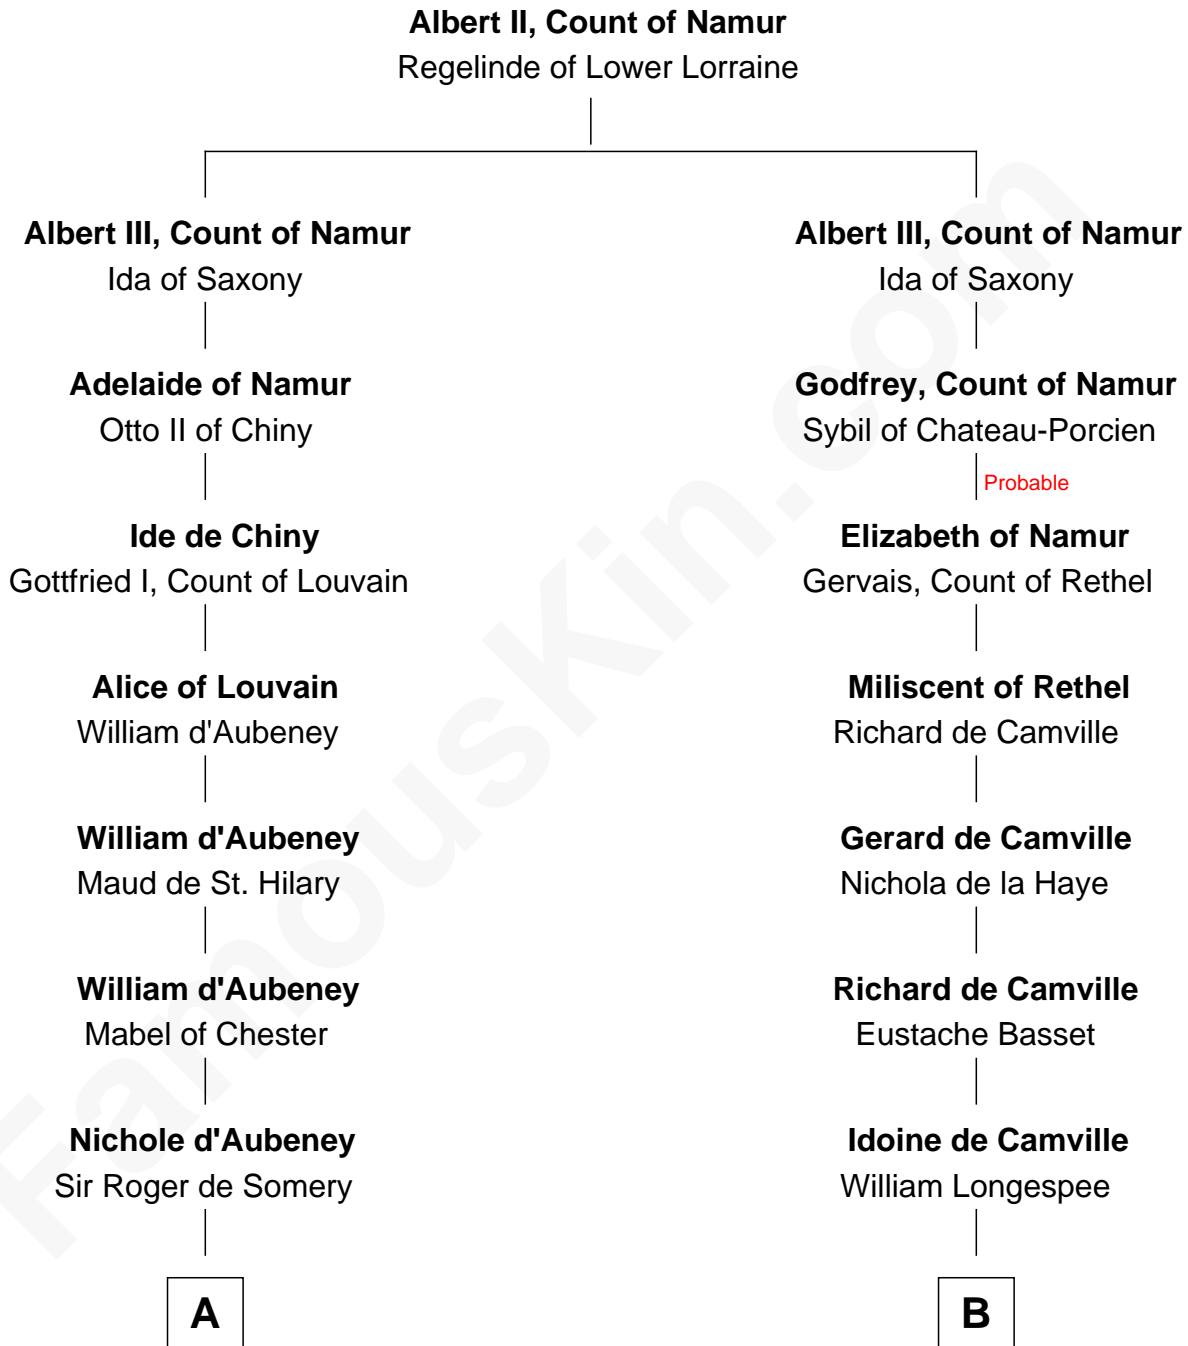 Albert II, Count of Namur
Regelinde of Lower Lorraine
Albert III, Count of Namur
Ida of Saxony
Adelaide of Namur
Otto II of Chiny
Ide de Chiny
Gottfried I, Count of Louvain
Alice of Louvain
William d'Aubeney
William d'Aubeney
Maud de St. Hilary
William d'Aubeney
Mabel of Chester
Nichole d'Aubeney
Sir Roger de Somery
A
Albert III, Count of Namur
Ida of Saxony
Godfrey, Count of Namur
Sybil of Chateau-Porcien
Probable
Elizabeth of Namur
Gervais, Count of Rethel
Miliscent of Rethel
Richard de Camville
Gerard de Camville
Nichola de la Haye
Richard de Camville
Eustache Basset
Idoine de Camville
William Longespee
B
FamousKin.com